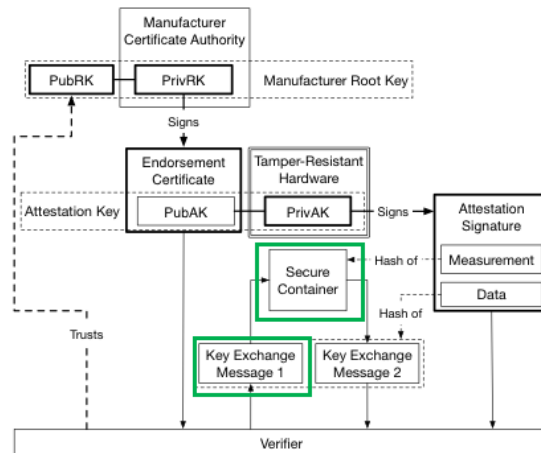 Manufacturer
Certificate Authority
PubRK
PrivRK
Manufacturer Root Key
Signs
Endorsement
Certificate
Tamper-Resistant
Hardware
Attestation Key
PubAK
PrivAK
Signs
Attestation
Signature
Secure
Container
Hash of
Measurement
Data
Hash of
Trusts
Key Exchange
Message 1
Key Exchange
Message 2
Verifier